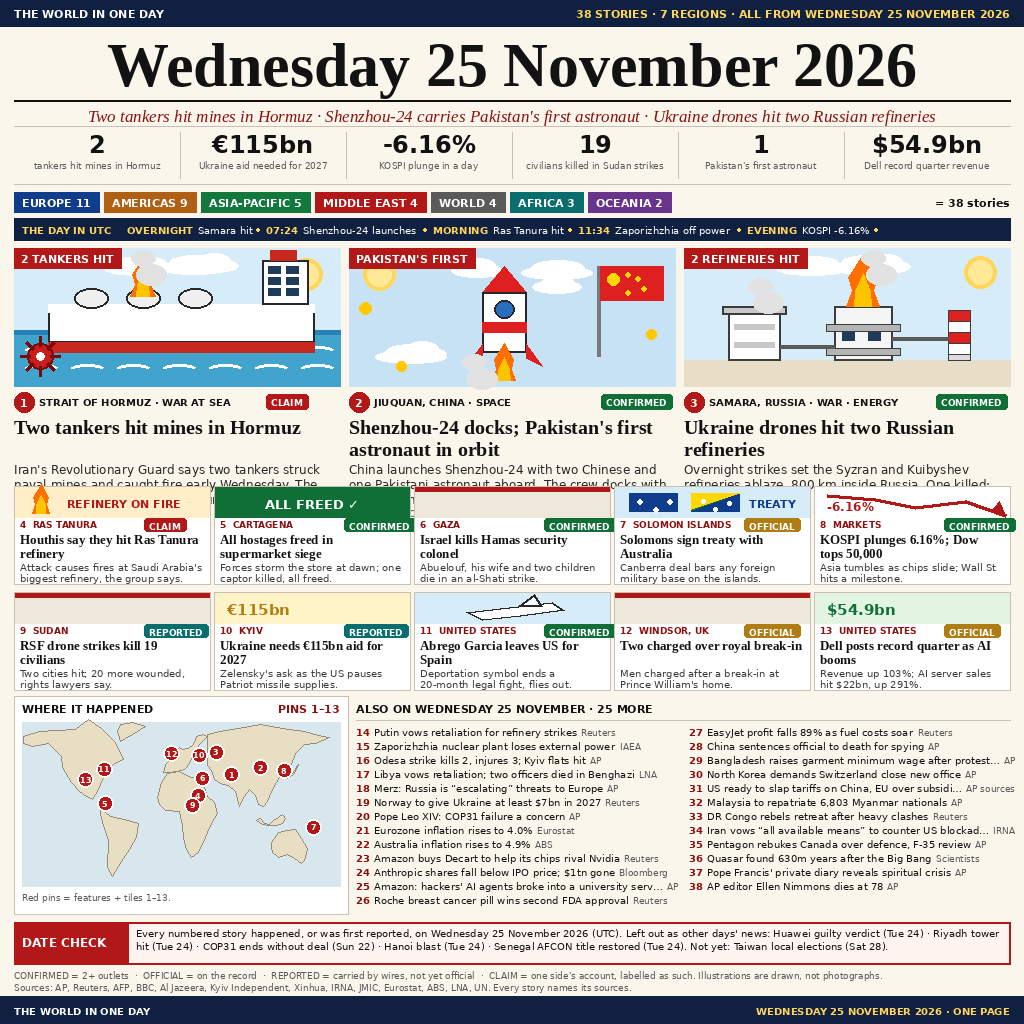 THE WORLD IN ONE DAY
38 STORIES · 7 REGIONS · ALL FROM WEDNESDAY 25 NOVEMBER 2026
Wednesday 25 November 2026
Two tankers hit mines in Hormuz · Shenzhou-24 carries Pakistan's first astronaut · Ukraine drones hit two Russian refineries
2
tankers hit mines in Hormuz
€115bn
Ukraine aid needed for 2027
-6.16%
KOSPI plunge in a day
19
civilians killed in Sudan strikes
1
Pakistan's first astronaut
$54.9bn
Dell record quarter revenue
EUROPE 11
AMERICAS 9
ASIA-PACIFIC 5
MIDDLE EAST 4
WORLD 4
AFRICA 3
OCEANIA 2
= 38 stories
THE DAY IN UTC OVERNIGHT Samara hit • 07:24 Shenzhou-24 launches • MORNING Ras Tanura hit • 11:34 Zaporizhzhia off power • EVENING KOSPI -6.16% •
2 TANKERS HIT
1 STRAIT OF HORMUZ · WAR AT SEA CLAIM
Two tankers hit mines in Hormuz
Iran's Revolutionary Guard says two tankers struck
naval mines and caught fire early Wednesday. The
PAKISTAN'S FIRST
2 JIUQUAN, CHINA · SPACE CONFIRMED
Shenzhou-24 docks; Pakistan's first
astronaut in orbit
China launches Shenzhou-24 with two Chinese and
one Pakistani astronaut aboard. The crew docks with
2 REFINERIES HIT
3 SAMARA, RUSSIA · WAR · ENERGY CONFIRMED
Ukraine drones hit two Russian
refineries
Overnight strikes set the Syzran and Kuibyshev
refineries ablaze, 800 km inside Russia. One killed;
REFINERY ON FIRE
4 RAS TANURA CLAIM
Houthis say they hit Ras Tanura
refinery
Attack causes fires at Saudi Arabia's
biggest refinery, the group says.
ALL FREED ✓
5 CARTAGENA CONFIRMED
All hostages freed in
supermarket siege
Forces storm the store at dawn; one
captor killed, all freed.
6 GAZA CONFIRMED
Israel kills Hamas security
colonel
Abuelouf, his wife and two children
die in an al-Shati strike.
TREATY
7 SOLOMON ISLANDS OFFICIAL
Solomons sign treaty with
Australia
Canberra deal bars any foreign
military base on the islands.
-6.16%
8 MARKETS CONFIRMED
KOSPI plunges 6.16%; Dow
tops 50,000
Asia tumbles as chips slide; Wall St
hits a milestone.
9 SUDAN REPORTED
RSF drone strikes kill 19
civilians
Two cities hit; 20 more wounded,
rights lawyers say.
€115bn
10 KYIV REPORTED
Ukraine needs €115bn aid for
2027
Zelensky's ask as the US pauses
Patriot missile supplies.
11 UNITED STATES CONFIRMED
Abrego Garcia leaves US for
Spain
Deportation symbol ends a
20-month legal fight, flies out.
12 WINDSOR, UK OFFICIAL
Two charged over royal break-in
Men charged after a break-in at
Prince William's home.
$54.9bn
13 UNITED STATES OFFICIAL
Dell posts record quarter as AI
booms
Revenue up 103%; AI server sales
hit $22bn, up 291%.
WHERE IT HAPPENED
PINS 1–13
12
10
3
11
13
6
1
2
8
4
9
5
7
Red pins = features + tiles 1–13.
ALSO ON WEDNESDAY 25 NOVEMBER · 25 MORE
14 Putin vows retaliation for refinery strikes Reuters
15 Zaporizhzhia nuclear plant loses external power IAEA
16 Odesa strike kills 2, injures 3; Kyiv flats hit AP
17 Libya vows retaliation; two officers died in Benghazi LNA
18 Merz: Russia is “escalating” threats to Europe AP
19 Norway to give Ukraine at least $7bn in 2027 Reuters
20 Pope Leo XIV: COP31 failure a concern AP
21 Eurozone inflation rises to 4.0% Eurostat
22 Australia inflation rises to 4.9% ABS
23 Amazon buys Decart to help its chips rival Nvidia Reuters
24 Anthropic shares fall below IPO price; $1tn gone Bloomberg
25 Amazon: hackers' AI agents broke into a university serv... AP
26 Roche breast cancer pill wins second FDA approval Reuters
27 EasyJet profit falls 89% as fuel costs soar Reuters
28 China sentences official to death for spying AP
29 Bangladesh raises garment minimum wage after protest... AP
30 North Korea demands Switzerland close new office AP
31 US ready to slap tariffs on China, EU over subsidi... AP sources
32 Malaysia to repatriate 6,803 Myanmar nationals AP
33 DR Congo rebels retreat after heavy clashes Reuters
34 Iran vows “all available means” to counter US blockad... IRNA
35 Pentagon rebukes Canada over defence, F-35 review AP
36 Quasar found 630m years after the Big Bang Scientists
37 Pope Francis' private diary reveals spiritual crisis AP
38 AP editor Ellen Nimmons dies at 78 AP
DATE CHECK
Every numbered story happened, or was first reported, on Wednesday 25 November 2026 (UTC). Left out as other days' news: Huawei guilty verdict (Tue 24) · Riyadh tower
hit (Tue 24) · COP31 ends without deal (Sun 22) · Hanoi blast (Tue 24) · Senegal AFCON title restored (Tue 24). Not yet: Taiwan local elections (Sat 28).
CONFIRMED = 2+ outlets · OFFICIAL = on the record · REPORTED = carried by wires, not yet official · CLAIM = one side's account, labelled as such. Illustrations are drawn, not photographs.
Sources: AP, Reuters, AFP, BBC, Al Jazeera, Kyiv Independent, Xinhua, IRNA, JMIC, Eurostat, ABS, LNA, UN. Every story names its sources.
THE WORLD IN ONE DAY
WEDNESDAY 25 NOVEMBER 2026 · ONE PAGE